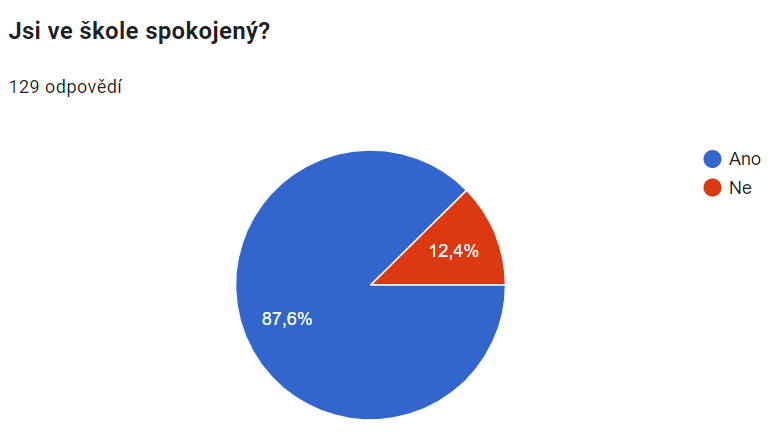 Jsi ve škole spokojený?
129 odpovědí
Ano
Ne
12,4%
87,6%